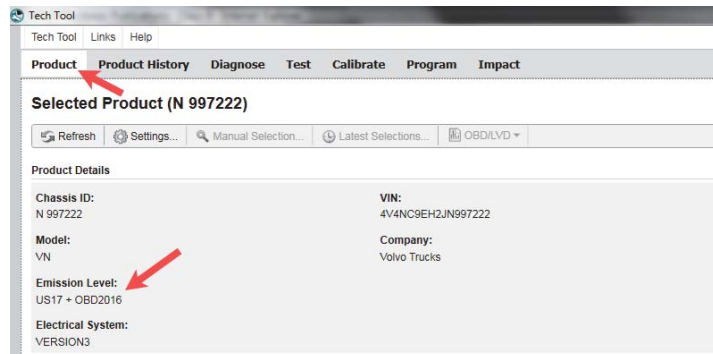 Tech Tool
Tech Tool Links Help
Product Product History Diagnose Test Calibrate Program Impact
Selected Product (N 997222)
Refresh Settings... Manual Selection... Latest Selections... OBD/LVD
Product Details
Chassis ID: VIN:
N 997222 4V4NC9EH2JN997222
Model: Company:
VN Volvo Trucks
Emission Level:
US17 + OBD2016
Electrical System:
VERSION3